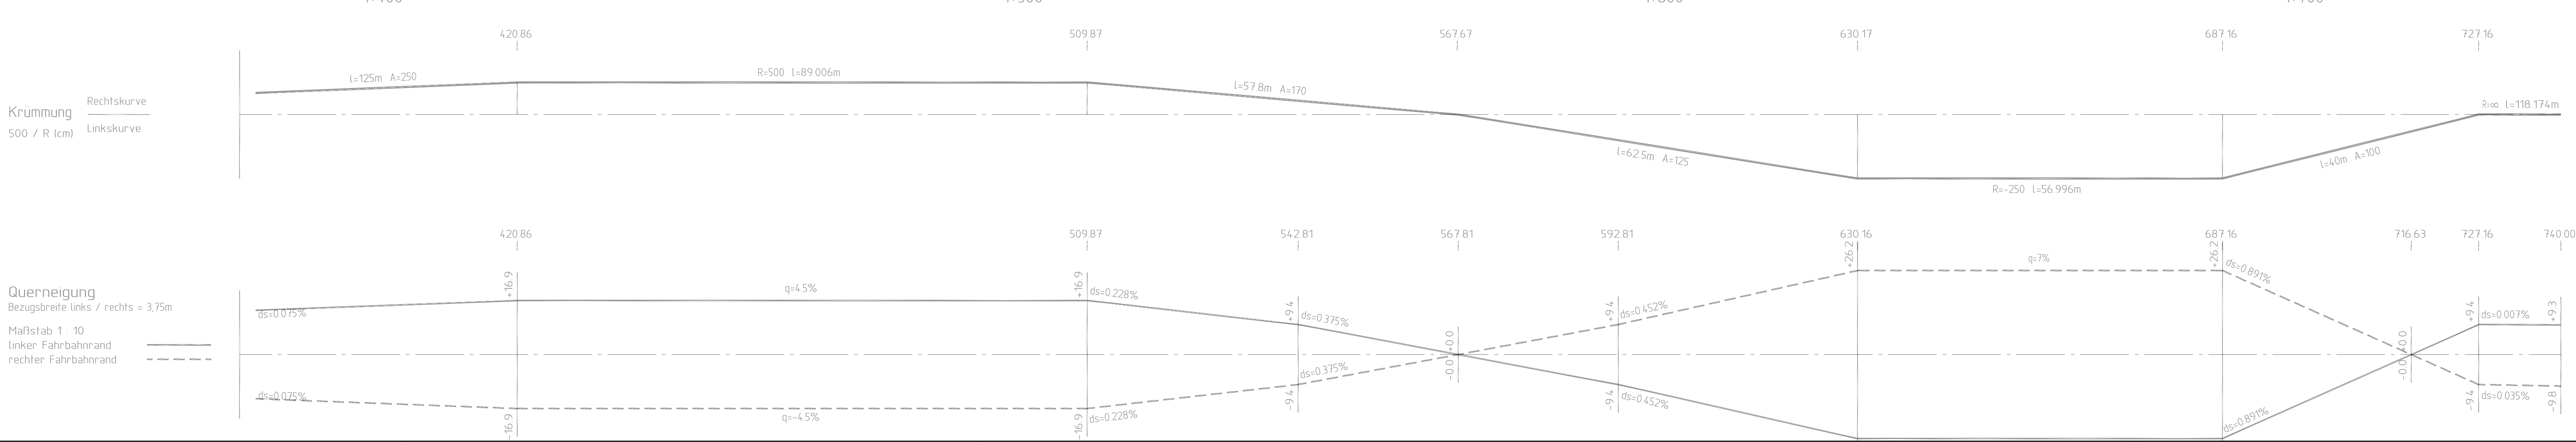 420.86
509.87
567.67
630.17
687.16
727.16
l=125m A=250
R=500 l=89.006m
l=57.8m A=170
R=∞ l=118.174m
Krümmung
Rechtskurve
500 / R (cm)
Linkskurve
l=62.5m A=125
l=40m A=100
R=-250 l=56.996m
420.86
509.87
542.81
567.81
592.81
630.16
687.16
716.63
727.16
740.00
Querneigung
Bezugsbreite links / rechts = 3,75m
Maßstab 1 : 10
linker Fahrbahnrand
rechter Fahrbahnrand
ds=0.075%
+16.9
q=4.5%
+16.9
ds=0.228%
+9.4
ds=0.375%
+0.0
+9.4
ds=0.452%
+26.2
q=7%
+26.2
ds=0.891%
+0.0
+9.4
ds=0.007%
+9.3
ds=0.075%
-16.9
q=-4.5%
-16.9
ds=0.228%
-9.4
ds=0.375%
-0.0
-9.4
ds=0.452%
ds=0.891%
-0.0
-9.4
ds=0.035%
-9.8